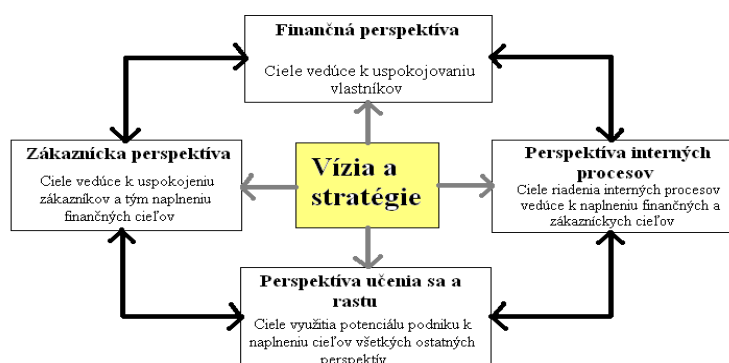 Finančná perspektíva
Ciele vedúce k uspokojovaniu
vlastníkov
Zákaznícka perspektíva
Ciele vedúce k uspokojeniu
zákazníkov a tým naplneniu
finančných cieľov
Vízia a
stratégie
Perspektíva interných
procesov
Ciele riadenia interných procesov
vedúce k naplneniu finančných a
zákazníckych cieľov
Perspektíva učenia sa a
rastu
Ciele využitia potenciálu podniku k
naplneniu cieľov všetkých ostatných
perspektív